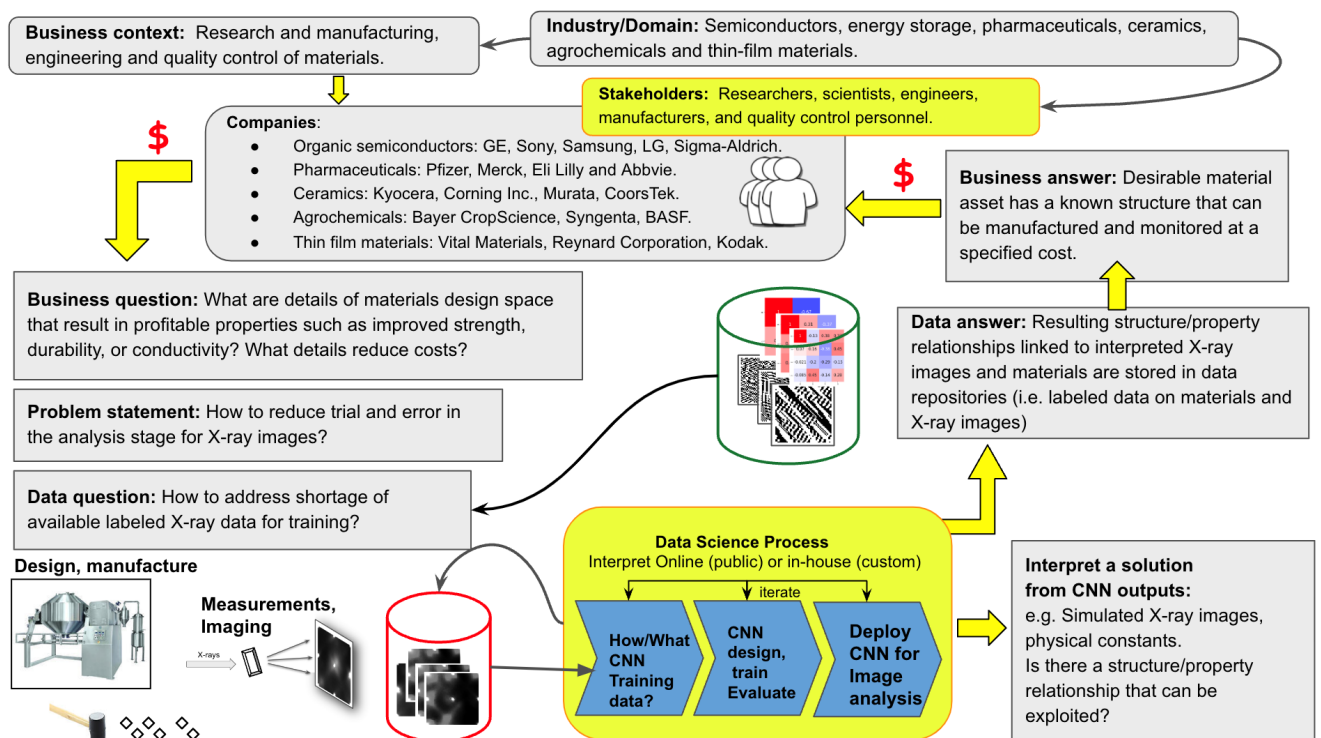 Business context: Research and manufacturing,
engineering and quality control of materials.
Industry/Domain: Semiconductors, energy storage, pharmaceuticals, ceramics,
agrochemicals and thin-film materials.
Stakeholders: Researchers, scientists, engineers,
manufacturers, and quality control personnel.
$
Companies:
● Organic semiconductors: GE, Sony, Samsung, LG, Sigma-Aldrich.
● Pharmaceuticals: Pfizer, Merck, Eli Lilly and Abbvie.
● Ceramics: Kyocera, Corning Inc., Murata, CoorsTek.
● Agrochemicals: Bayer CropScience, Syngenta, BASF.
● Thin film materials: Vital Materials, Reynard Corporation, Kodak.
$
Business answer: Desirable material
asset has a known structure that can
be manufactured and monitored at a
specified cost.
Business question: What are details of materials design space
that result in profitable properties such as improved strength,
durability, or conductivity? What details reduce costs?
Data answer: Resulting structure/property
relationships linked to interpreted X-ray
images and materials are stored in data
repositories (i.e. labeled data on materials and
X-ray images)
Problem statement: How to reduce trial and error in
the analysis stage for X-ray images?
Data question: How to address shortage of
available labeled X-ray data for training?
Design, manufacture
Measurements,
Imaging
X-rays
Data Science Process
Interpret Online (public) or in-house (custom)
iterate
How/What
CNN
Training
data?
CNN
design,
train
Evaluate
Deploy
CNN for
Image
analysis
Interpret a solution
from CNN outputs:
e.g. Simulated X-ray images,
physical constants.
Is there a structure/property
relationship that can be
exploited?